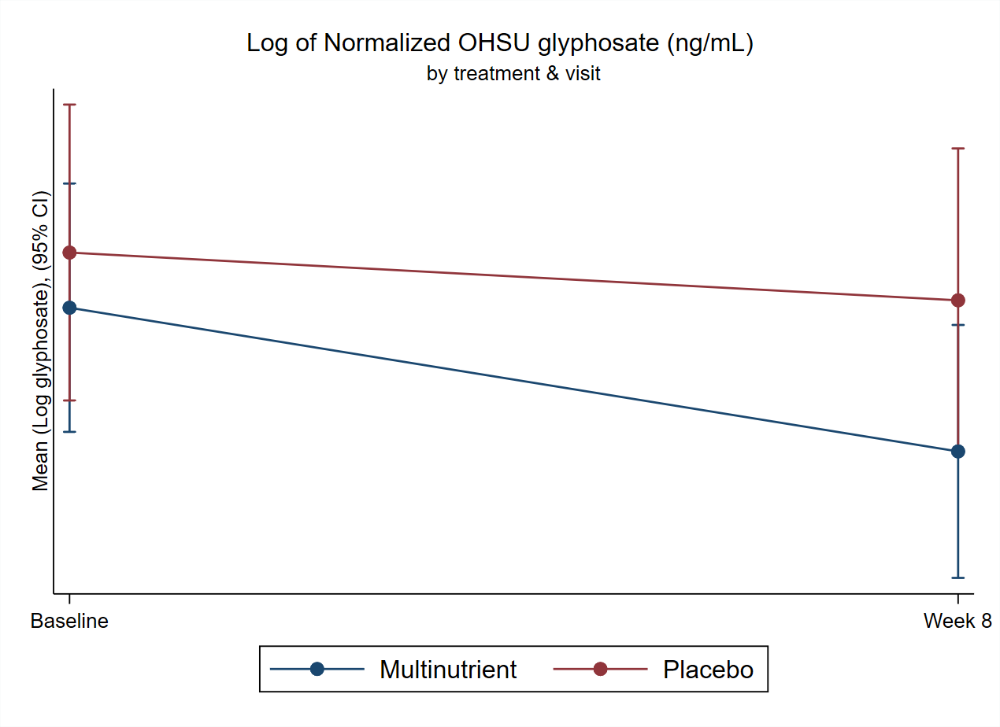 Log of Normalized OHSU glyphosate (ng/mL)
by treatment & visit
Mean (Log glyphosate), (95% CI)
Baseline
Week 8
Multinutrient
Placebo